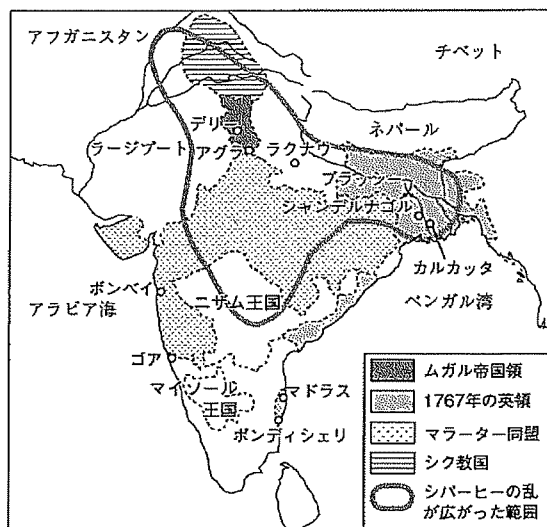 アフガニスタン
チベット
デリー
ネパール
ラージプート
アグラ
ラクナウ
プラッシー
シャンデルナゴル
カルカッタ
ボンベイ
ニザム王国
アラビア海
ベンガル湾
ゴア
マイソール
王国
マドラス
ポンディシェリ
ムガル帝国領
1767年の英領
マラーター同盟
シク教国
シパーヒーの乱
が広がった範囲